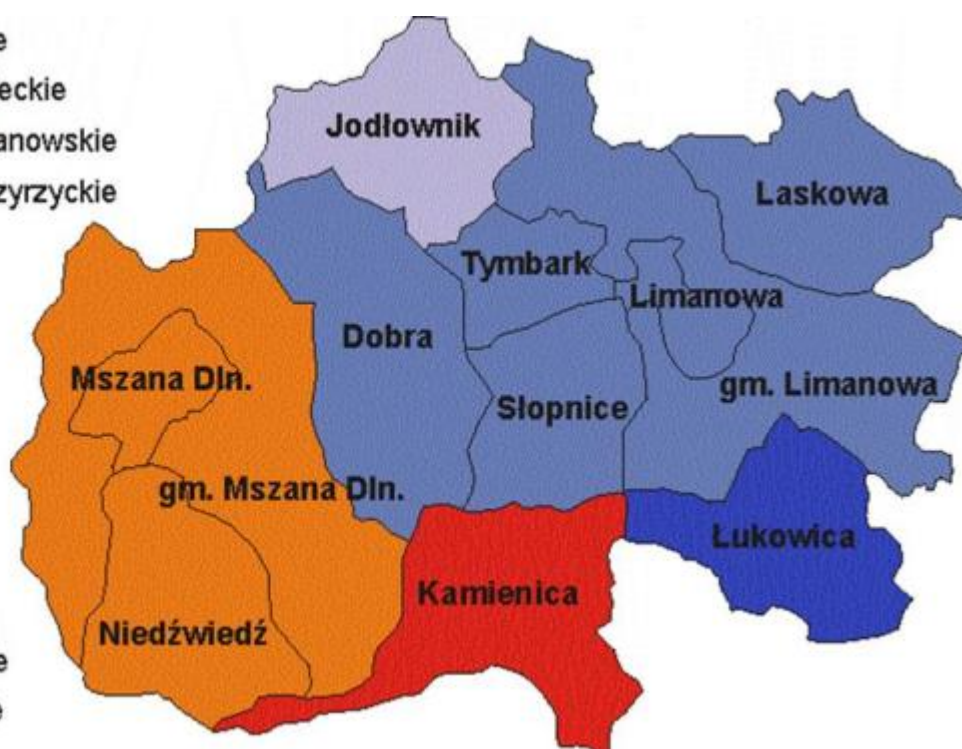 e
eckie
anowskie
zyrzyckie
Jodłownik
Laskowa
Tymbark
Limanowa
Dobra
Mszana Dln.
gm. Limanowa
Słopnice
gm. Mszana Dln.
Łukowica
Kamienica
Niedźwiedź
e
e